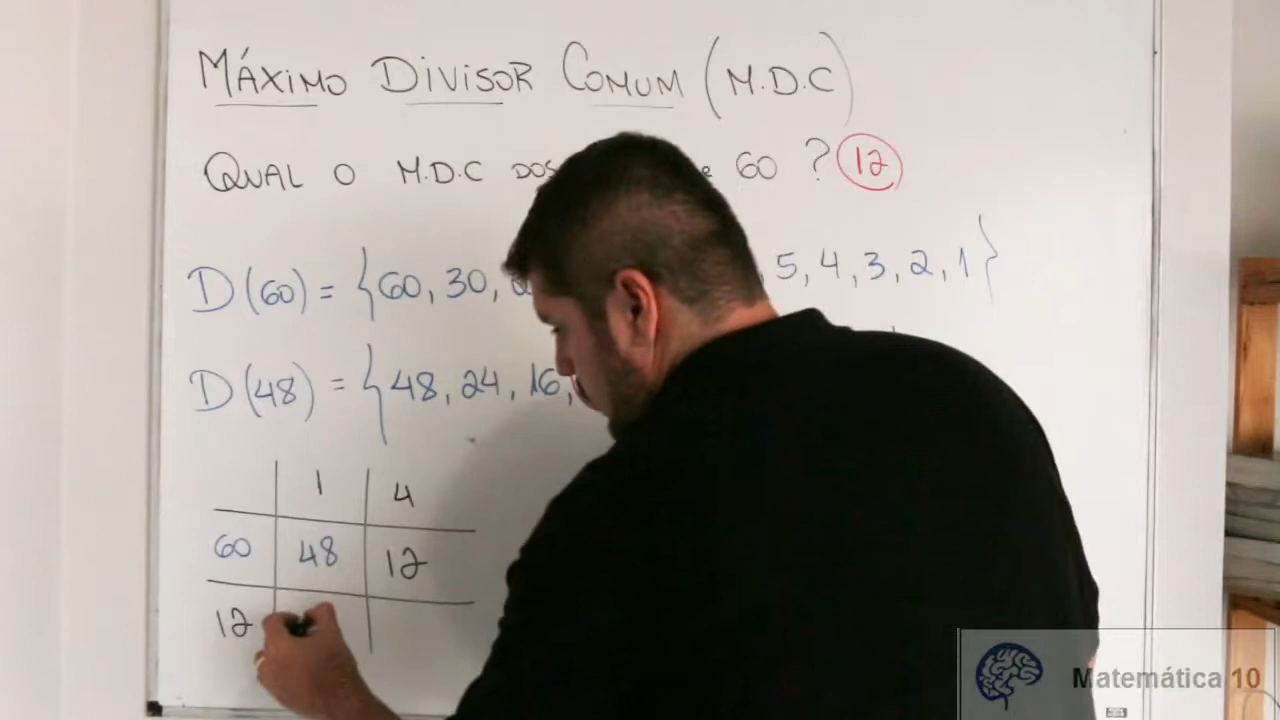 MÁXIMO DIVISOR COMUM (M.D.C)
QUAL O M.D.C DOS e 60 ? 12
D(60) = {60, 30, , 5, 4, 3, 2, 1}
D(48) = {48, 24, 16,
1 4
60 48 12
12
Matemática 10